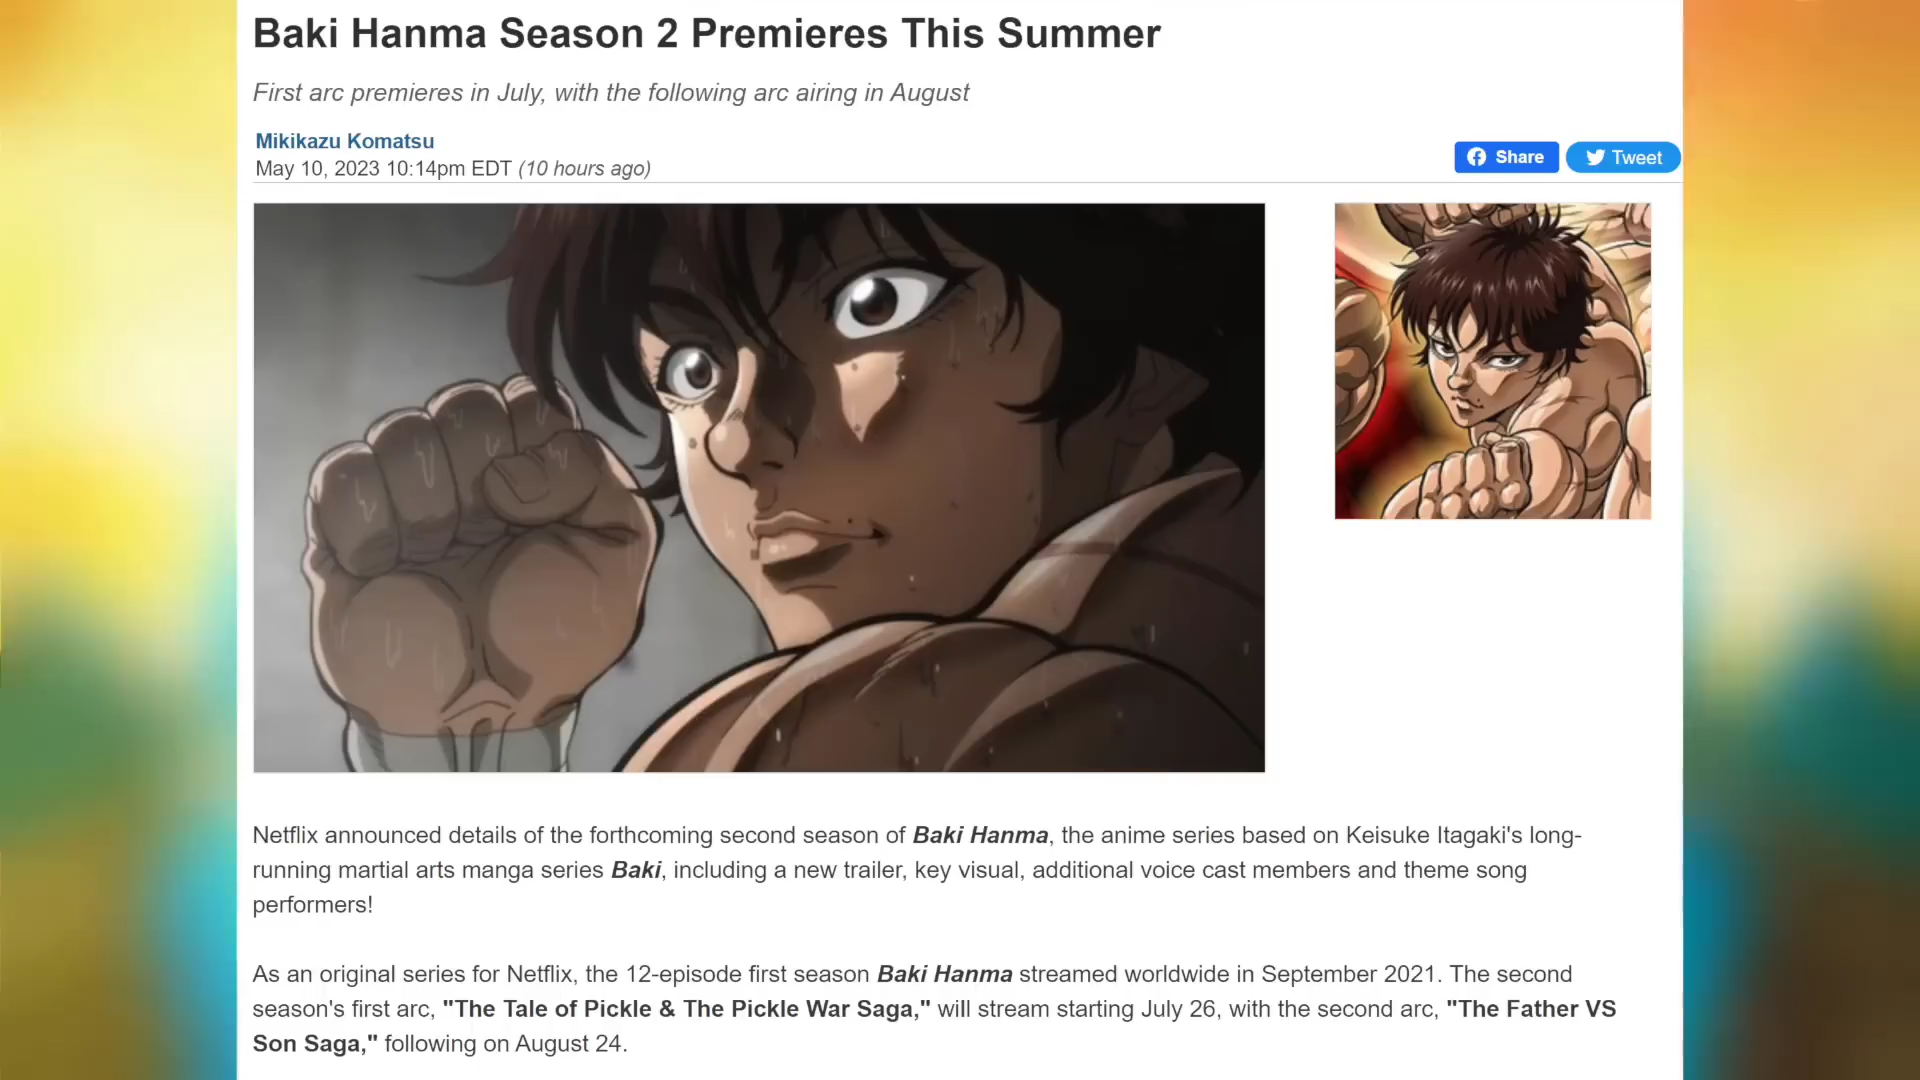 Baki Hanma Season 2 Premieres This Summer
First arc premieres in July, with the following arc airing in August
Mikikazu Komatsu
May 10, 2023 10:14pm EDT (10 hours ago)
Share
Tweet
Netflix announced details of the forthcoming second season of Baki Hanma, the anime series based on Keisuke Itagaki's long-
running martial arts manga series Baki, including a new trailer, key visual, additional voice cast members and theme song
performers!
As an original series for Netflix, the 12-episode first season Baki Hanma streamed worldwide in September 2021. The second
season's first arc, "The Tale of Pickle & The Pickle War Saga," will stream starting July 26, with the second arc, "The Father VS
Son Saga," following on August 24.